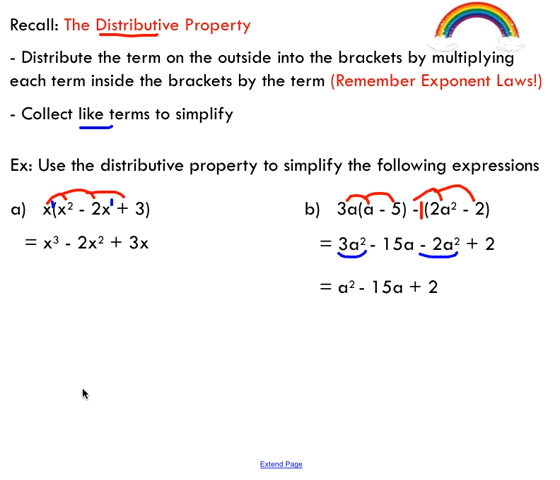 Recall: The Distributive Property
- Distribute the term on the outside into the brackets by multiplying
each term inside the brackets by the term (Remember Exponent Laws!)
- Collect like terms to simplify
Ex: Use the distributive property to simplify the following expressions
a) x¹(x² - 2x¹ + 3)
= x³ - 2x² + 3x
b) 3a(a - 5) -1(2a² - 2)
= 3a² - 15a - 2a² + 2
= a² - 15a + 2
Extend Page